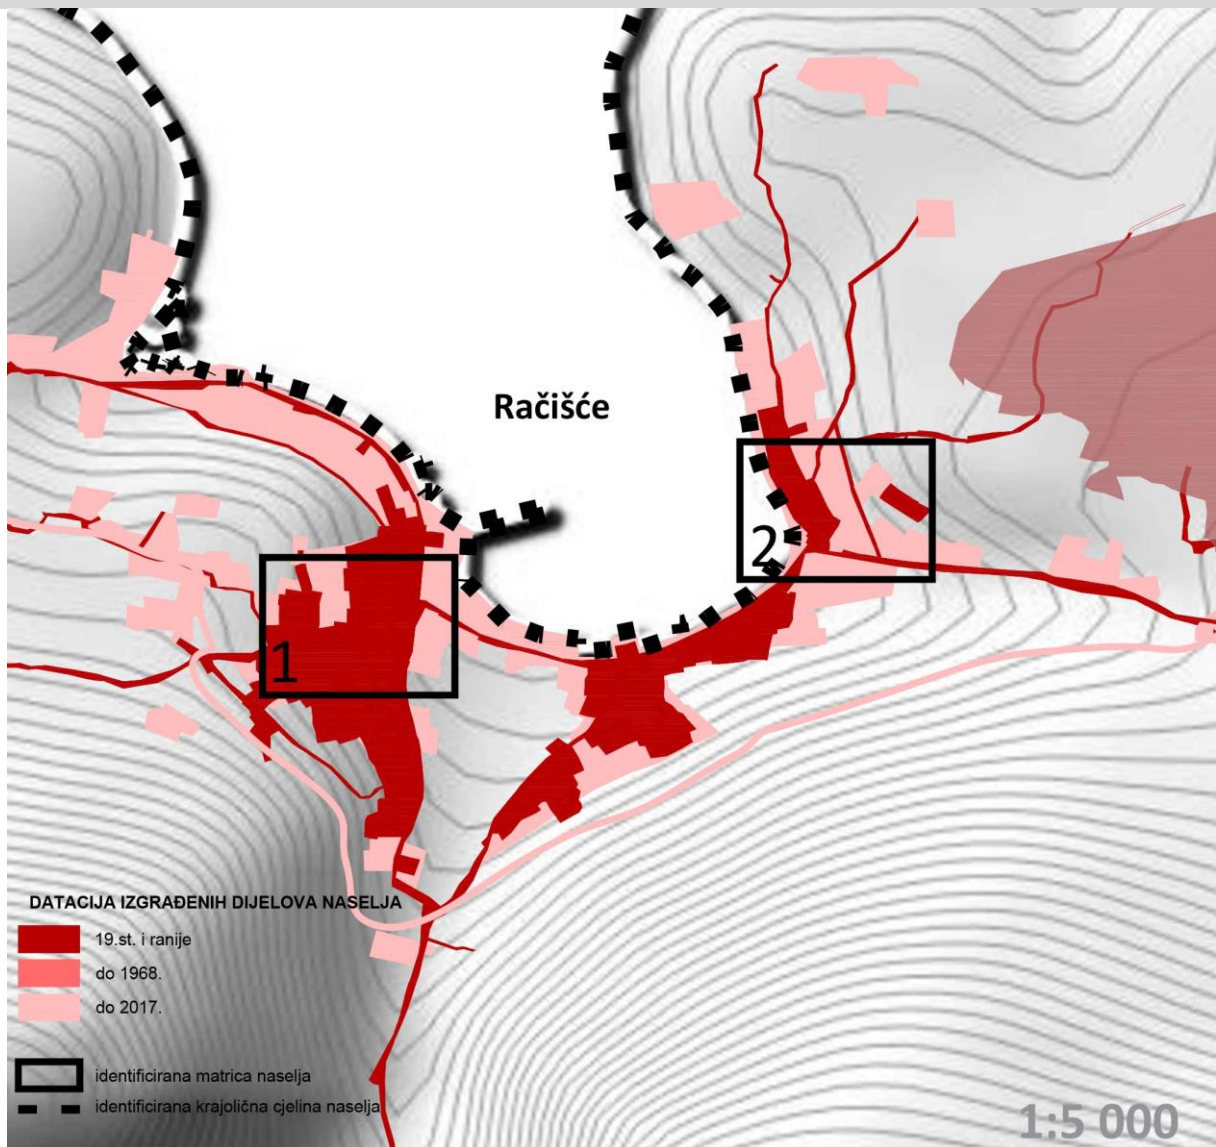 Račišće
2
1
DATACIJA IZGRAĐENIH DIJELOVA NASELJA
19.st. i ranije
do 1968.
do 2017.
identificirana matrica naselja
identificirana krajolična cjelina naselja
1:5 000